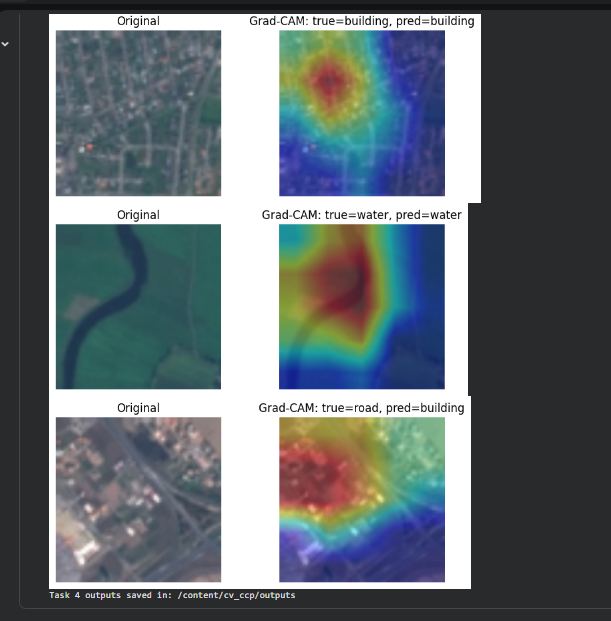 Original Grad-CAM: true=building, pred=building
Original Grad-CAM: true=water, pred=water
Original Grad-CAM: true=road, pred=building
Task 4 outputs saved in: /content/cv_ccp/outputs